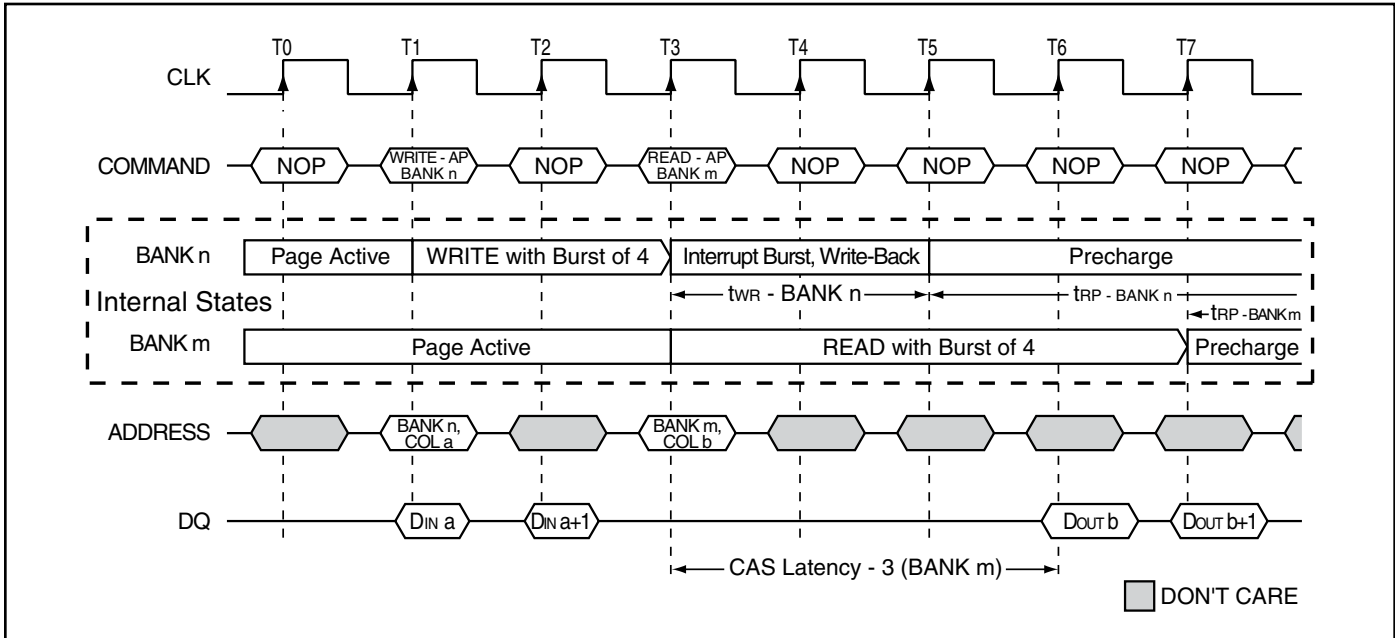 T0 T1 T2 T3 T4 T5 T6 T7
CLK
COMMAND NOP WRITE - AP BANK n NOP READ - AP BANK m NOP NOP NOP NOP
BANK n Page Active WRITE with Burst of 4 Interrupt Burst, Write-Back Precharge
Internal States tWR - BANK n tRP - BANK n
tRP - BANK m
BANK m Page Active READ with Burst of 4 Precharge
ADDRESS BANK n, COL a BANK m, COL b
DQ DIN a DIN a+1 DOUT b DOUT b+1
CAS Latency - 3 (BANK m)
DON'T CARE